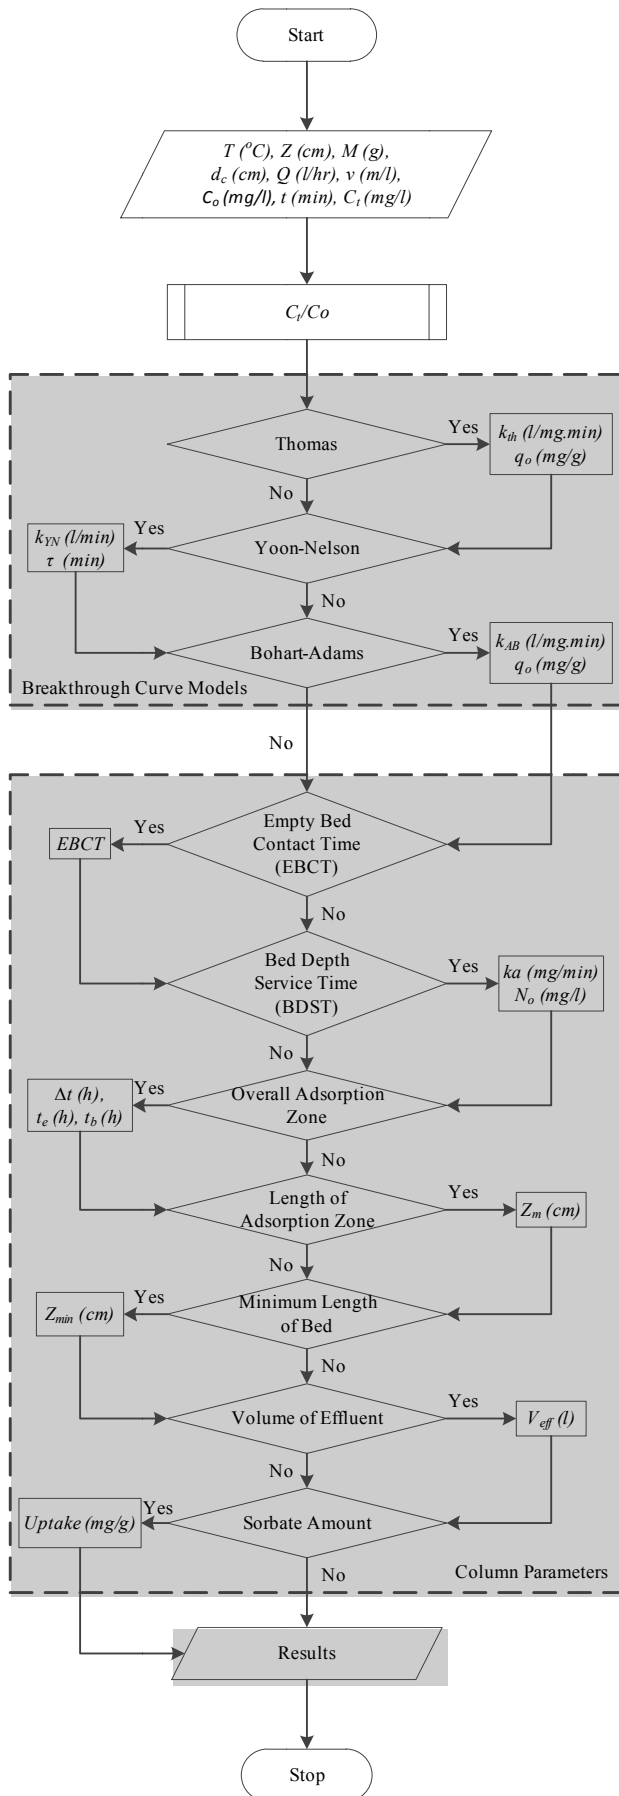 Start
T (°C), Z (cm), M (g),
d_c (cm), Q (l/hr), v (m/l),
C_o (mg/l), t (min), C_t (mg/l)
C_t/Co
Thomas
Yes
k_th (l/mg.min)
q_o (mg/g)
No
Yoon-Nelson
Yes
k_YN (l/min)
τ (min)
No
Bohart-Adams
Yes
k_AB (l/mg.min)
q_o (mg/g)
Breakthrough Curve Models
No
Empty Bed
Contact Time
(EBCT)
Yes
EBCT
No
Bed Depth
Service Time
(BDST)
Yes
ka (mg/min)
N_o (mg/l)
No
Overall Adsorption
Zone
Yes
Δt (h),
t_e (h), t_b (h)
No
Length of
Adsorption Zone
Yes
Z_m (cm)
No
Minimum Length
of Bed
Yes
Z_min (cm)
No
Volume of Effluent
Yes
V_eff (l)
No
Sorbate Amount
Yes
Uptake (mg/g)
No
Column Parameters
Results
Stop